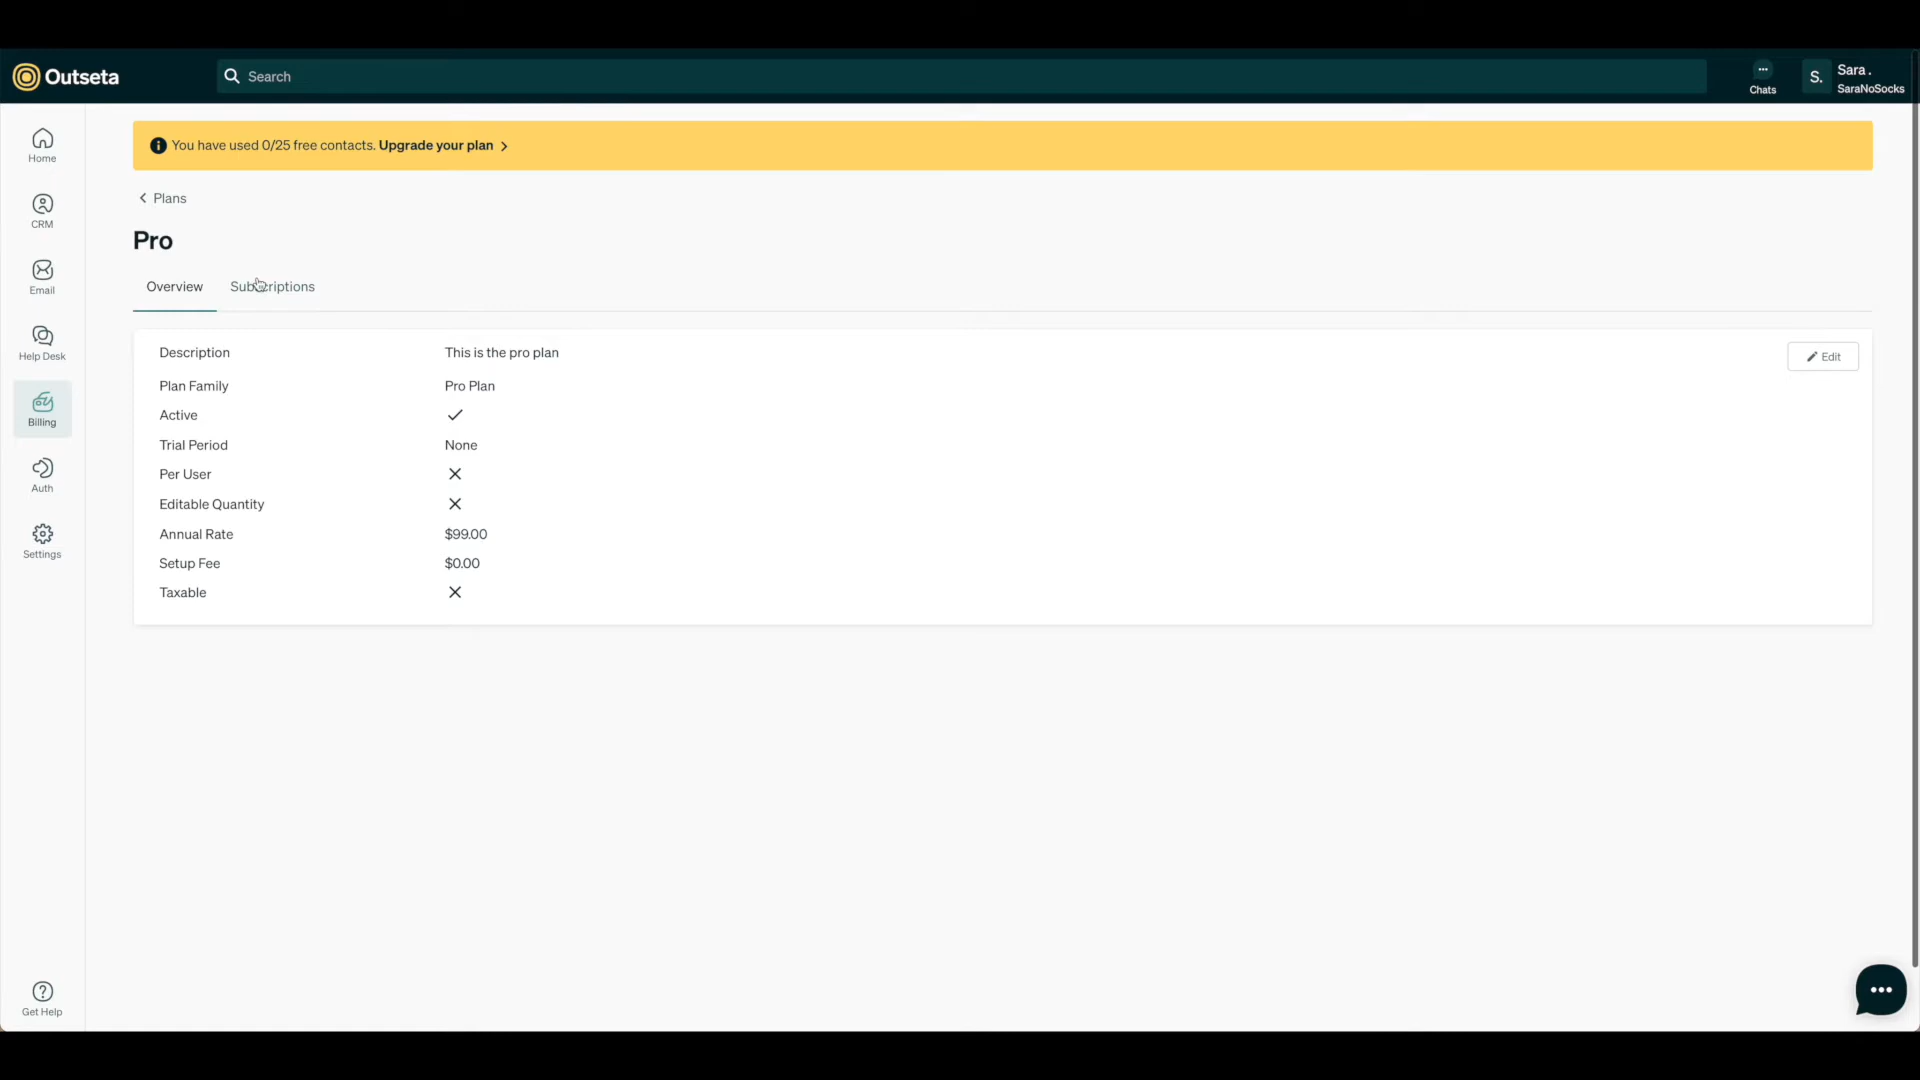 Outseta
Search
Chats
S.
Sara .
SaraNoSocks
Home
CRM
Email
Help Desk
Billing
Auth
Settings
Get Help
You have used 0/25 free contacts. Upgrade your plan
Plans
Pro
Overview Subscriptions
Description This is the pro plan
Edit
Plan Family Pro Plan
Active
Trial Period None
Per User
Editable Quantity
Annual Rate $99.00
Setup Fee $0.00
Taxable